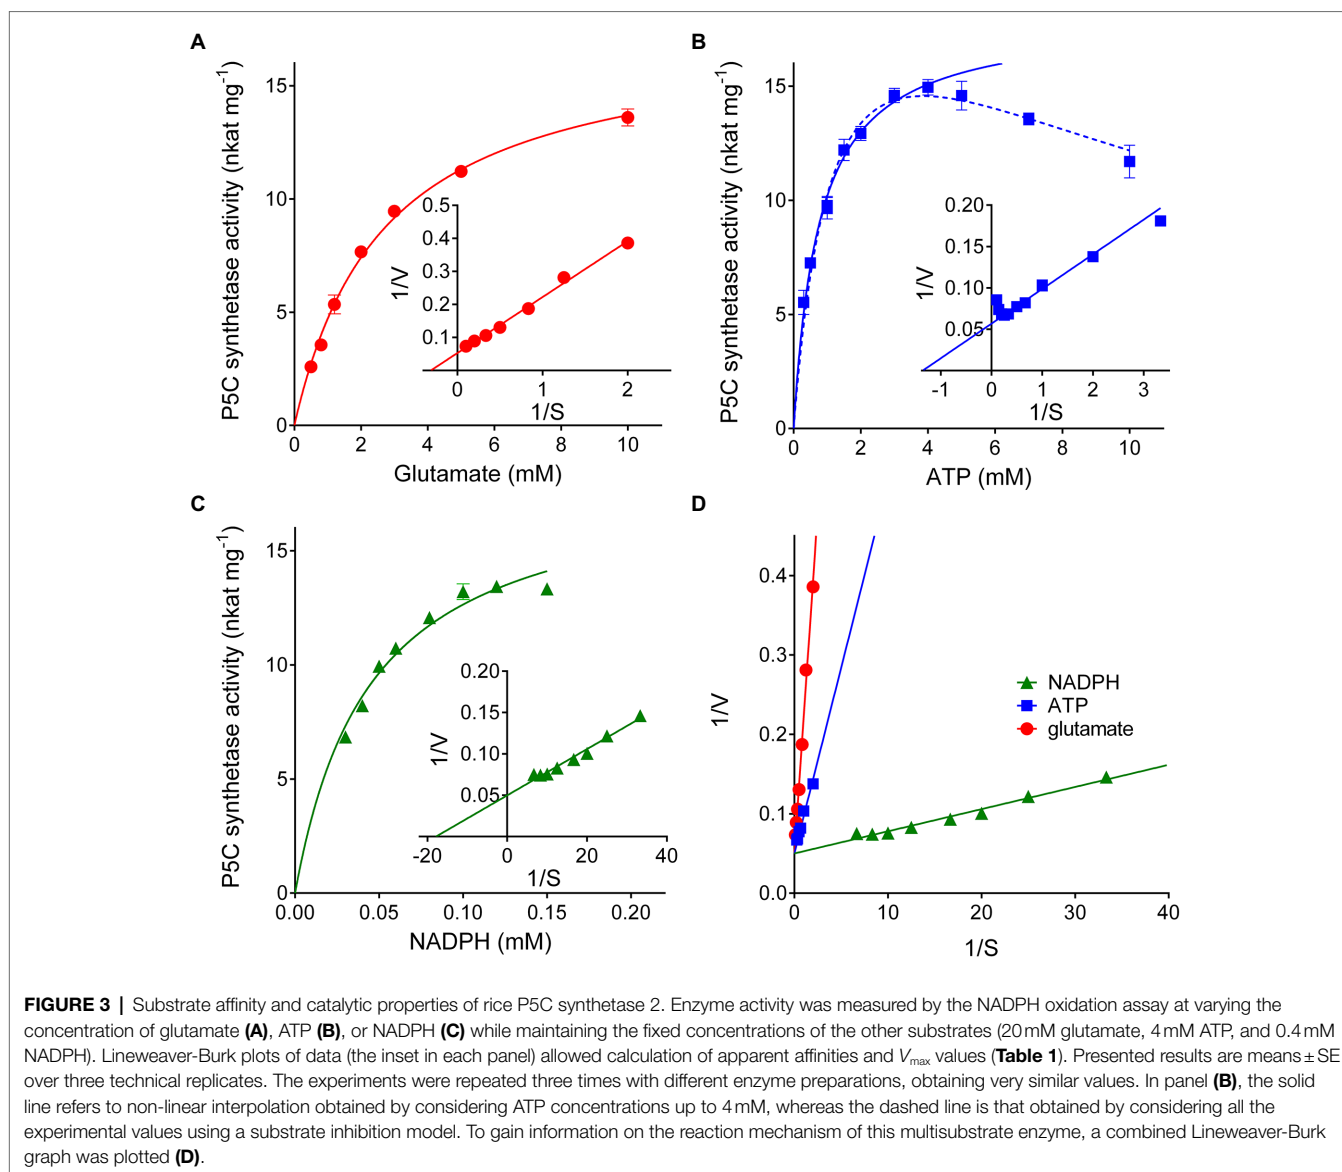 A
P5C synthetase activity (nkat mg-1)
15
10
5
0
0 2 4 6 8 10
Glutamate (mM)
0.5
0.4
0.3
0.2
0.1
1/V
0 1 2
1/S
B
P5C synthetase activity (nkat mg-1)
15
10
5
0
0 2 4 6 8 10
ATP (mM)
0.20
0.15
0.10
0.05
1/V
-1 0 1 2 3
1/S
C
P5C synthetase activity (nkat mg-1)
15
10
5
0
0.00 0.05 0.10 0.15 0.20
NADPH (mM)
0.20
0.15
0.10
0.05
1/V
-20 0 20 40
1/S
D
1/V
0.4
0.3
0.2
0.1
0.0
0 10 20 30 40
1/S
NADPH
ATP
glutamate
FIGURE 3 | Substrate affinity and catalytic properties of rice P5C synthetase 2. Enzyme activity was measured by the NADPH oxidation assay at varying the
concentration of glutamate (A), ATP (B), or NADPH (C) while maintaining the fixed concentrations of the other substrates (20 mM glutamate, 4 mM ATP, and 0.4 mM
NADPH). Lineweaver-Burk plots of data (the inset in each panel) allowed calculation of apparent affinities and Vmax values (Table 1). Presented results are means ± SE
over three technical replicates. The experiments were repeated three times with different enzyme preparations, obtaining very similar values. In panel (B), the solid
line refers to non-linear interpolation obtained by considering ATP concentrations up to 4 mM, whereas the dashed line is that obtained by considering all the
experimental values using a substrate inhibition model. To gain information on the reaction mechanism of this multisubstrate enzyme, a combined Lineweaver-Burk
graph was plotted (D).